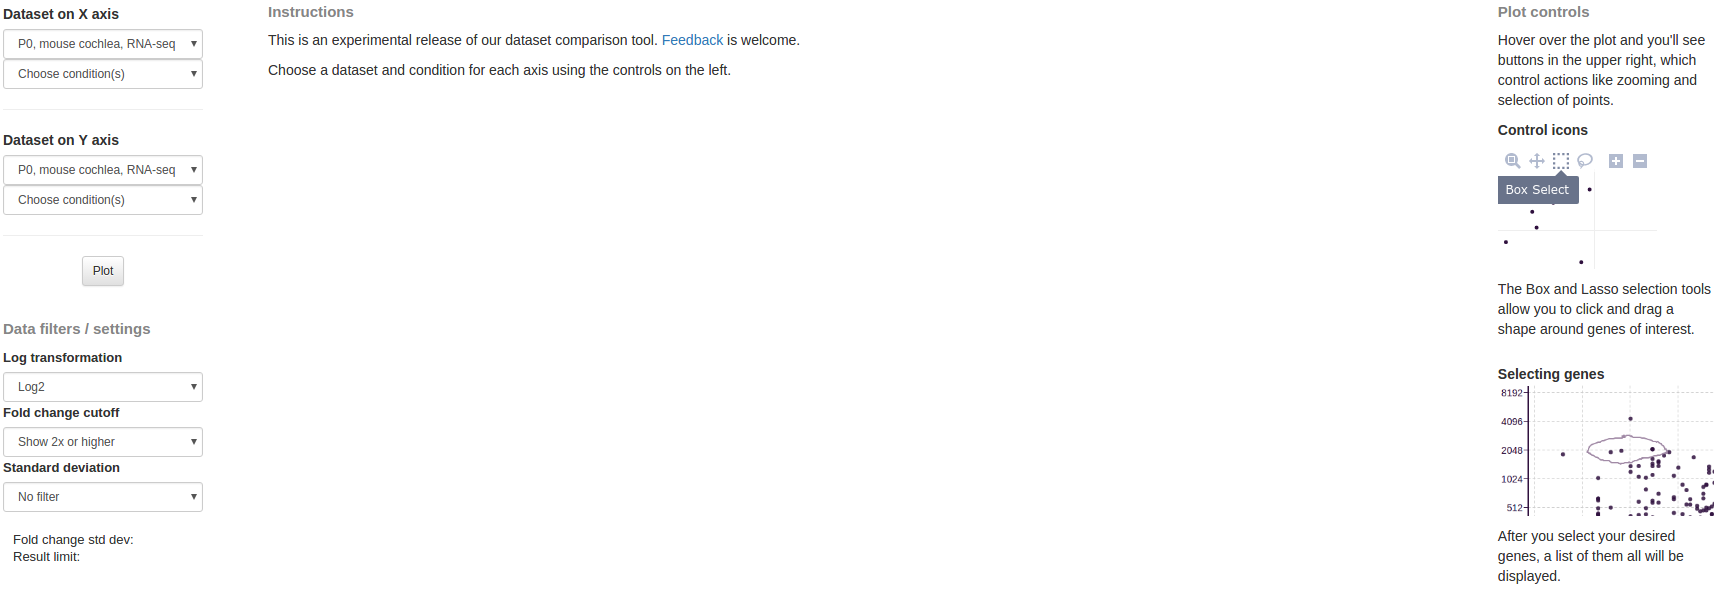 Dataset on X axis
P0, mouse cochlea, RNA-seq
Choose condition(s)
Dataset on Y axis
P0, mouse cochlea, RNA-seq
Choose condition(s)
Plot
Data filters / settings
Log transformation
Log2
Fold change cutoff
Show 2x or higher
Standard deviation
No filter
Fold change std dev:
Result limit:
Instructions
This is an experimental release of our dataset comparison tool. Feedback is welcome.
Choose a dataset and condition for each axis using the controls on the left.
Plot controls
Hover over the plot and you'll see
buttons in the upper right, which
control actions like zooming and
selection of points.
Control icons
Box Select
The Box and Lasso selection tools
allow you to click and drag a
shape around genes of interest.
Selecting genes
8192
4096
2048
1024
512
After you select your desired
genes, a list of them all will be
displayed.